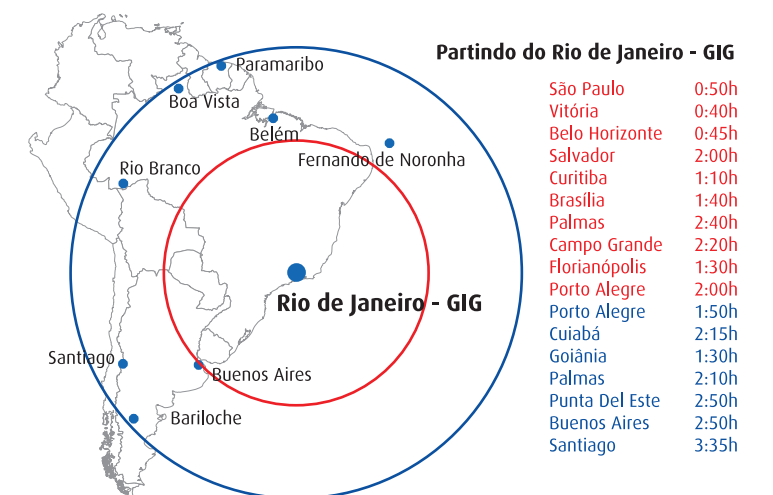 Partindo do Rio de Janeiro - GIG
Paramaribo
Boa Vista
Belém
Fernando de Noronha
Rio Branco
Rio de Janeiro - GIG
Santiago
Buenos Aires
Bariloche
São Paulo 0:50h
Vitória 0:40h
Belo Horizonte 0:45h
Salvador 2:00h
Curitiba 1:10h
Brasília 1:40h
Palmas 2:40h
Campo Grande 2:20h
Florianópolis 1:30h
Porto Alegre 2:00h
Porto Alegre 1:50h
Cuiabá 2:15h
Goiânia 1:30h
Palmas 2:10h
Punta Del Este 2:50h
Buenos Aires 2:50h
Santiago 3:35h